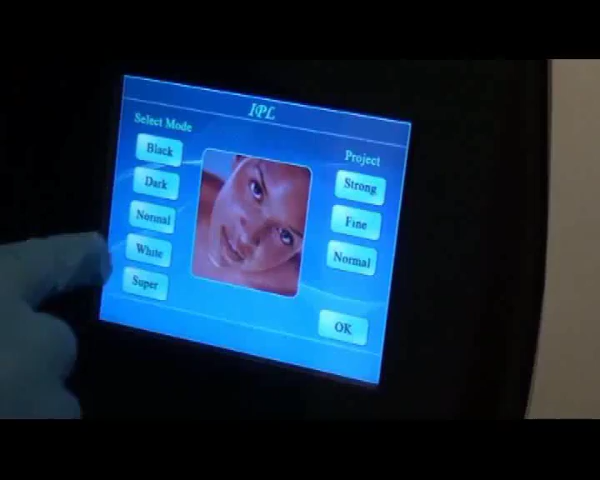 IPL
Select Mode
Black
Dark
Normal
White
Super
Project
Strong
Fine
Normal
OK